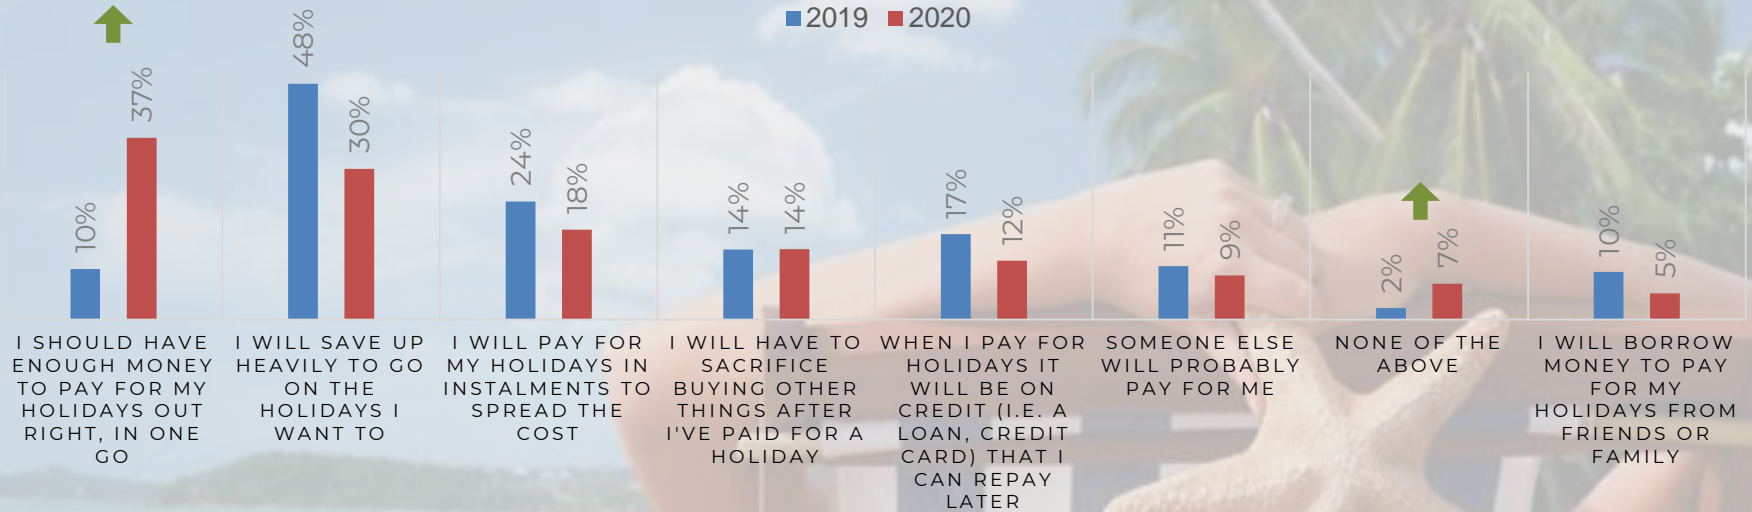 2019 2020
10% 37%
48% 30%
24% 18%
14% 14%
17% 12%
11% 9%
2% 7%
10% 5%
I SHOULD HAVE
ENOUGH MONEY
TO PAY FOR MY
HOLIDAYS OUT
RIGHT, IN ONE
GO
I WILL SAVE UP
HEAVILY TO GO
ON THE
HOLIDAYS I
WANT TO
I WILL PAY FOR
MY HOLIDAYS IN
INSTALMENTS TO
SPREAD THE
COST
I WILL HAVE TO
SACRIFICE
BUYING OTHER
THINGS AFTER
I'VE PAID FOR A
HOLIDAY
WHEN I PAY FOR
HOLIDAYS IT
WILL BE ON
CREDIT (I.E. A
LOAN, CREDIT
CARD) THAT I
CAN REPAY
LATER
SOMEONE ELSE
WILL PROBABLY
PAY FOR ME
NONE OF THE
ABOVE
I WILL BORROW
MONEY TO PAY
FOR MY
HOLIDAYS FROM
FRIENDS OR
FAMILY